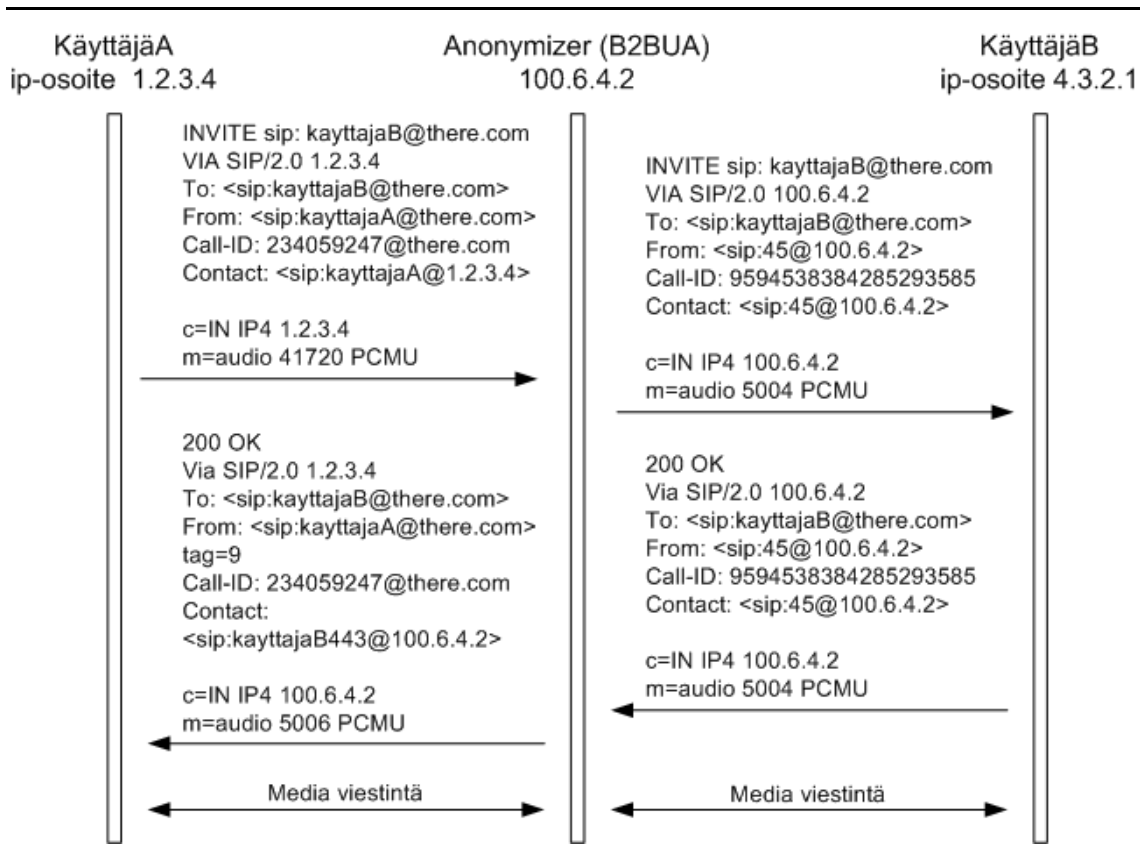 KäyttäjäA
ip-osoite 1.2.3.4
Anonymizer (B2BUA)
100.6.4.2
KäyttäjäB
ip-osoite 4.3.2.1
INVITE sip: kayttajaB@there.com
VIA SIP/2.0 1.2.3.4
To: <sip:kayttajaB@there.com>
From: <sip:kayttajaA@there.com>
Call-ID: 234059247@there.com
Contact: <sip:kayttajaA@1.2.3.4>
c=IN IP4 1.2.3.4
m=audio 41720 PCMU
INVITE sip: kayttajaB@there.com
VIA SIP/2.0 100.6.4.2
To: <sip:kayttajaB@there.com>
From: <sip:45@100.6.4.2>
Call-ID: 9594538384285293585
Contact: <sip:45@100.6.4.2>
c=IN IP4 100.6.4.2
m=audio 5004 PCMU
200 OK
Via SIP/2.0 1.2.3.4
To: <sip:kayttajaB@there.com>
From: <sip:kayttajaA@there.com>
tag=9
Call-ID: 234059247@there.com
Contact:
<sip:kayttajaB443@100.6.4.2>
c=IN IP4 100.6.4.2
m=audio 5006 PCMU
200 OK
Via SIP/2.0 100.6.4.2
To: <sip:kayttajaB@there.com>
From: <sip:45@100.6.4.2>
Call-ID: 9594538384285293585
Contact: <sip:45@100.6.4.2>
c=IN IP4 100.6.4.2
m=audio 5004 PCMU
Media viestintä
Media viestintä